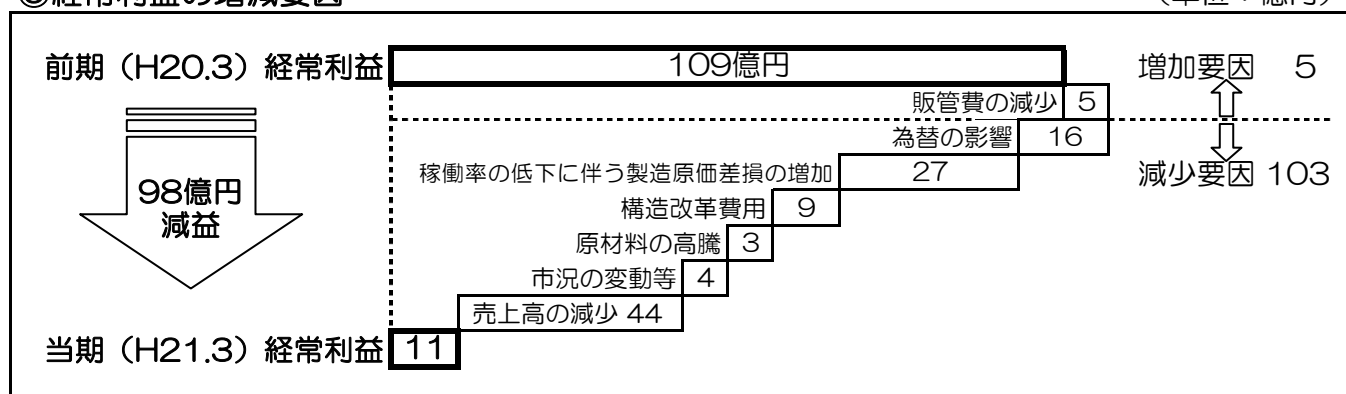 前期（H20.3）経常利益 109億円 増加要因 5
販管費の減少 5
為替の影響 16
稼働率の低下に伴う製造原価差損の増加 27 減少要因 103
98億円
減益
構造改革費用 9
原材料の高騰 3
市況の変動等 4
売上高の減少 44
当期（H21.3）経常利益 11